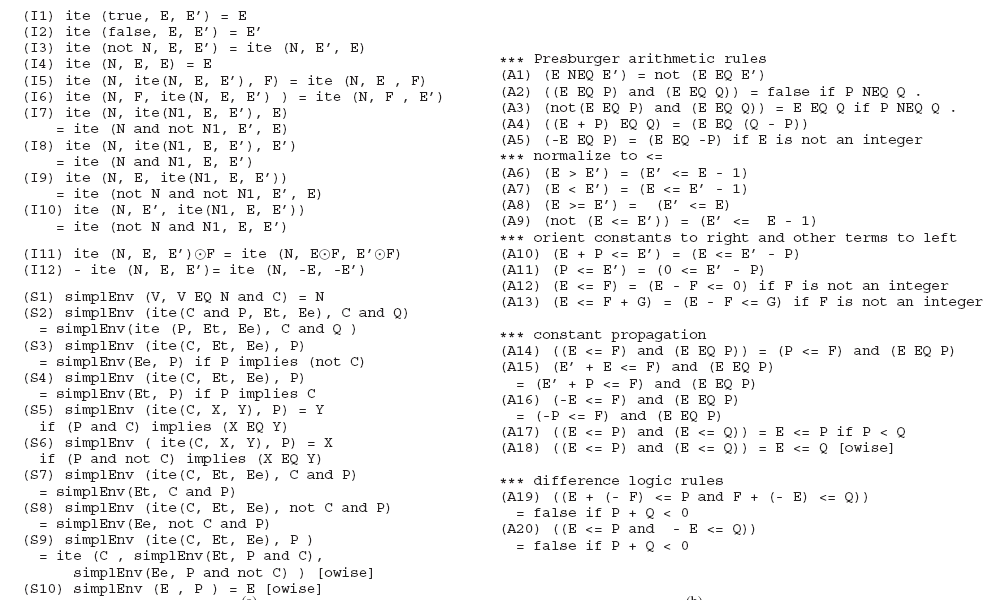 (I1) ite (true, E, E′) = E
(I2) ite (false, E, E′) = E′
(I3) ite (not N, E, E′) = ite (N, E′, E)
(I4) ite (N, E, E) = E
(I5) ite (N, ite(N, E, E′), F) = ite (N, E , F)
(I6) ite (N, F, ite(N, E, E′) ) = ite (N, F , E′)
(I7) ite (N, ite(N1, E, E′), E)
= ite (N and not N1, E′, E)
(I8) ite (N, ite(N1, E, E′), E′)
= ite (N and N1, E, E′)
(I9) ite (N, E, ite(N1, E, E′))
= ite (not N and not N1, E′, E)
(I10) ite (N, E′, ite(N1, E, E′))
= ite (not N and N1, E, E′)
(I11) ite (N, E, E′)⊙F = ite (N, E⊙F, E′⊙F)
(I12) - ite (N, E, E′)= ite (N, -E, -E′)
(S1) simplEnv (V, V EQ N and C) = N
(S2) simplEnv (ite(C and P, Et, Ee), C and Q)
= simplEnv(ite (P, Et, Ee), C and Q )
(S3) simplEnv (ite(C, Et, Ee), P)
= simplEnv(Ee, P) if P implies (not C)
(S4) simplEnv (ite(C, Et, Ee), P)
= simplEnv(Et, P) if P implies C
(S5) simplEnv (ite(C, X, Y), P) = Y
if (P and C) implies (X EQ Y)
(S6) simplEnv ( ite(C, X, Y), P) = X
if (P and not C) implies (X EQ Y)
(S7) simplEnv (ite(C, Et, Ee), C and P)
= simplEnv(Et, C and P)
(S8) simplEnv (ite(C, Et, Ee), not C and P)
= simplEnv(Ee, not C and P)
(S9) simplEnv (ite(C, Et, Ee), P )
= ite (C , simplEnv(Et, P and C),
simplEnv(Ee, P and not C) ) [owise]
(S10) simplEnv (E , P ) = E [owise]
*** Presburger arithmetic rules
(A1) (E NEQ E′) = not (E EQ E′)
(A2) ((E EQ P) and (E EQ Q)) = false if P NEQ Q .
(A3) (not(E EQ P) and (E EQ Q)) = E EQ Q if P NEQ Q .
(A4) ((E + P) EQ Q) = (E EQ (Q - P))
(A5) (-E EQ P) = (E EQ -P) if E is not an integer
*** normalize to <=
(A6) (E > E′) = (E′ <= E - 1)
(A7) (E < E′) = (E <= E′ - 1)
(A8) (E >= E′) = (E′ <= E)
(A9) (not (E <= E′)) = (E′ <= E - 1)
*** orient constants to right and other terms to left
(A10) (E + P <= E′) = (E <= E′ - P)
(A11) (P <= E′) = (0 <= E′ - P)
(A12) (E <= F) = (E - F <= 0) if F is not an integer
(A13) (E <= F + G) = (E - F <= G) if F is not an integer
*** constant propagation
(A14) ((E <= F) and (E EQ P)) = (P <= F) and (E EQ P)
(A15) (E′ + E <= F) and (E EQ P)
= (E′ + P <= F) and (E EQ P)
(A16) (-E <= F) and (E EQ P)
= (-P <= F) and (E EQ P)
(A17) ((E <= P) and (E <= Q)) = E <= P if P < Q
(A18) ((E <= P) and (E <= Q)) = E <= Q [owise]
*** difference logic rules
(A19) ((E + (- F) <= P and F + (- E) <= Q))
= false if P + Q < 0
(A20) ((E <= P and - E <= Q))
= false if P + Q < 0